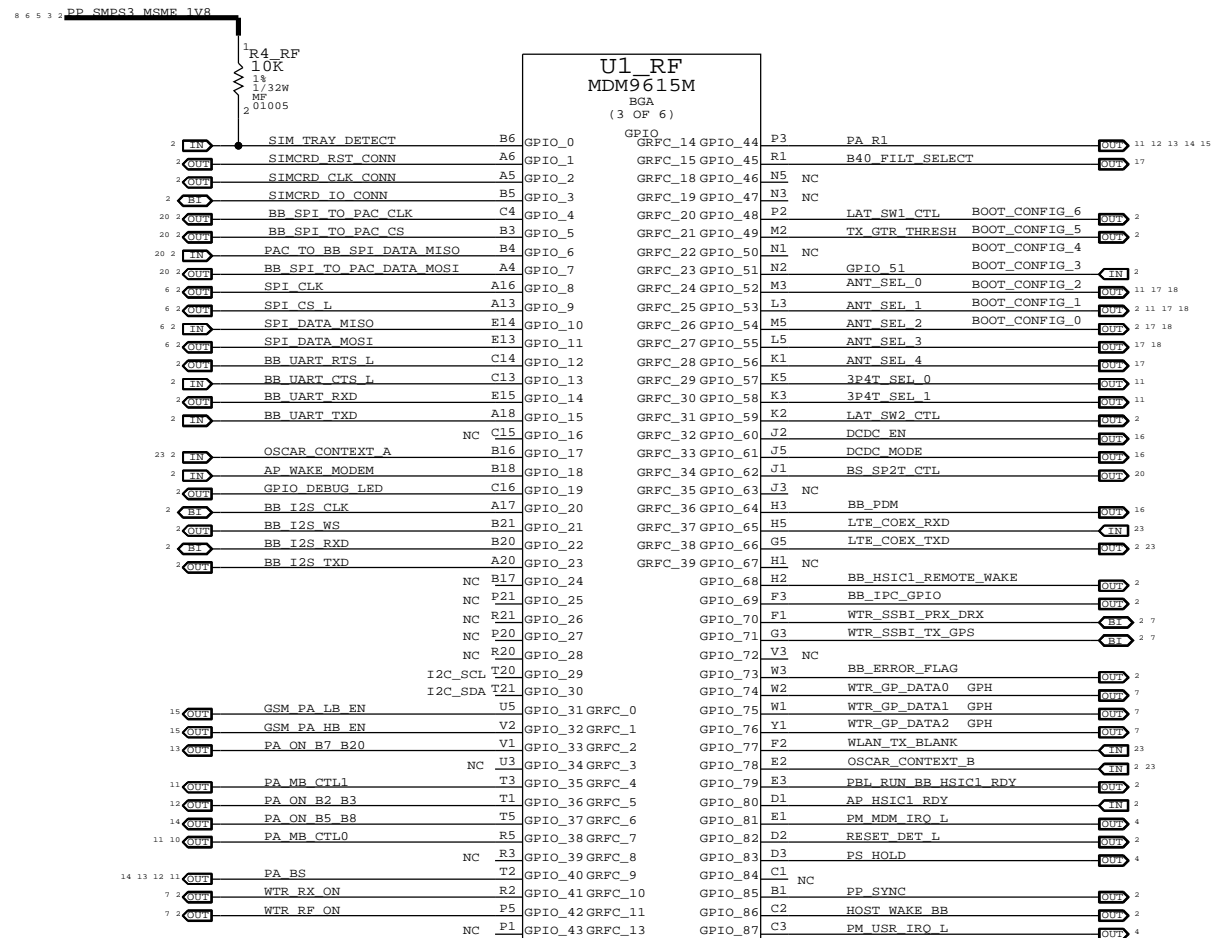 8 6 5 3 2 PP_SMPS3_MSME_1V8
1
R4_RF
10K
1%
1/32W
MF
2 01005
U1_RF
MDM9615M
BGA
(3 OF 6)
GPIO
2 IN SIM_TRAY_DETECT B6 GPIO_0 GRFC_14 GPIO_44 P3 PA_R1 OUT 11 12 13 14 15
2 OUT SIMCRD_RST_CONN A6 GPIO_1 GRFC_15 GPIO_45 R1 B40_FILT_SELECT OUT 17
2 OUT SIMCRD_CLK_CONN A5 GPIO_2 GRFC_18 GPIO_46 N5 NC
2 BI SIMCRD_IO_CONN B5 GPIO_3 GRFC_19 GPIO_47 N3 NC
20 2 OUT BB_SPI_TO_PAC_CLK C4 GPIO_4 GRFC_20 GPIO_48 P2 LAT_SW1_CTL BOOT_CONFIG_6 OUT 2
20 2 OUT BB_SPI_TO_PAC_CS B3 GPIO_5 GRFC_21 GPIO_49 M2 TX_GTR_THRESH BOOT_CONFIG_5 OUT 2
20 2 IN PAC_TO_BB_SPI_DATA_MISO B4 GPIO_6 GRFC_22 GPIO_50 N1 NC BOOT_CONFIG_4
20 2 OUT BB_SPI_TO_PAC_DATA_MOSI A4 GPIO_7 GRFC_23 GPIO_51 N2 GPIO_51 BOOT_CONFIG_3 IN 2
6 2 OUT SPI_CLK A16 GPIO_8 GRFC_24 GPIO_52 M3 ANT_SEL_0 BOOT_CONFIG_2 OUT 11 17 18
6 2 OUT SPI_CS_L A13 GPIO_9 GRFC_25 GPIO_53 L3 ANT_SEL_1 BOOT_CONFIG_1 OUT 2 11 17 18
6 2 IN SPI_DATA_MISO E14 GPIO_10 GRFC_26 GPIO_54 M5 ANT_SEL_2 BOOT_CONFIG_0 OUT 2 17 18
6 2 OUT SPI_DATA_MOSI E13 GPIO_11 GRFC_27 GPIO_55 L5 ANT_SEL_3 OUT 17 18
2 OUT BB_UART_RTS_L C14 GPIO_12 GRFC_28 GPIO_56 K1 ANT_SEL_4 OUT 17
2 IN BB_UART_CTS_L C13 GPIO_13 GRFC_29 GPIO_57 K5 3P4T_SEL_0 OUT 11
2 OUT BB_UART_RXD E15 GPIO_14 GRFC_30 GPIO_58 K3 3P4T_SEL_1 OUT 11
2 IN BB_UART_TXD A18 GPIO_15 GRFC_31 GPIO_59 K2 LAT_SW2_CTL OUT 2
NC C15 GPIO_16 GRFC_32 GPIO_60 J2 DCDC_EN OUT 16
23 2 IN OSCAR_CONTEXT_A B16 GPIO_17 GRFC_33 GPIO_61 J5 DCDC_MODE OUT 16
2 IN AP_WAKE_MODEM B18 GPIO_18 GRFC_34 GPIO_62 J1 BS_SP2T_CTL OUT 20
2 OUT GPIO_DEBUG_LED C16 GPIO_19 GRFC_35 GPIO_63 J3 NC
2 BI BB_I2S_CLK A17 GPIO_20 GRFC_36 GPIO_64 H3 BB_PDM OUT 16
2 OUT BB_I2S_WS B21 GPIO_21 GRFC_37 GPIO_65 H5 LTE_COEX_RXD IN 23
2 BI BB_I2S_RXD B20 GPIO_22 GRFC_38 GPIO_66 G5 LTE_COEX_TXD OUT 2 23
2 OUT BB_I2S_TXD A20 GPIO_23 GRFC_39 GPIO_67 H1 NC
NC B17 GPIO_24 GPIO_68 H2 BB_HSIC1_REMOTE_WAKE OUT 2
NC P21 GPIO_25 GPIO_69 F3 BB_IPC_GPIO OUT 2
NC R21 GPIO_26 GPIO_70 F1 WTR_SSBI_PRX_DRX BI 2 7
NC P20 GPIO_27 GPIO_71 G3 WTR_SSBI_TX_GPS BI 2 7
NC R20 GPIO_28 GPIO_72 V3 NC
I2C_SCL T20 GPIO_29 GPIO_73 W3 BB_ERROR_FLAG OUT 2
I2C_SDA T21 GPIO_30 GPIO_74 W2 WTR_GP_DATA0 GPH OUT 7
15 OUT GSM_PA_LB_EN U5 GPIO_31 GRFC_0 GPIO_75 W1 WTR_GP_DATA1 GPH OUT 7
15 OUT GSM_PA_HB_EN V2 GPIO_32 GRFC_1 GPIO_76 Y1 WTR_GP_DATA2 GPH OUT 7
13 OUT PA_ON_B7_B20 V1 GPIO_33 GRFC_2 GPIO_77 F2 WLAN_TX_BLANK IN 23
NC U3 GPIO_34 GRFC_3 GPIO_78 E2 OSCAR_CONTEXT_B IN 2 23
11 OUT PA_MB_CTL1 T3 GPIO_35 GRFC_4 GPIO_79 E3 PBL_RUN_BB_HSIC1_RDY OUT 2
12 OUT PA_ON_B2_B3 T1 GPIO_36 GRFC_5 GPIO_80 D1 AP_HSIC1_RDY IN 2
14 OUT PA_ON_B5_B8 T5 GPIO_37 GRFC_6 GPIO_81 E1 PM_MDM_IRQ_L OUT 4
11 10 OUT PA_MB_CTL0 R5 GPIO_38 GRFC_7 GPIO_82 D2 RESET_DET_L OUT 2
NC R3 GPIO_39 GRFC_8 GPIO_83 D3 PS_HOLD OUT 4
14 13 12 11 OUT PA_BS T2 GPIO_40 GRFC_9 GPIO_84 C1 NC
7 2 OUT WTR_RX_ON R2 GPIO_41 GRFC_10 GPIO_85 B1 PP_SYNC OUT 2
7 2 OUT WTR_RF_ON P5 GPIO_42 GRFC_11 GPIO_86 C2 HOST_WAKE_BB OUT 2
NC P1 GPIO_43 GRFC_13 GPIO_87 C3 PM_USR_IRQ_L OUT 4